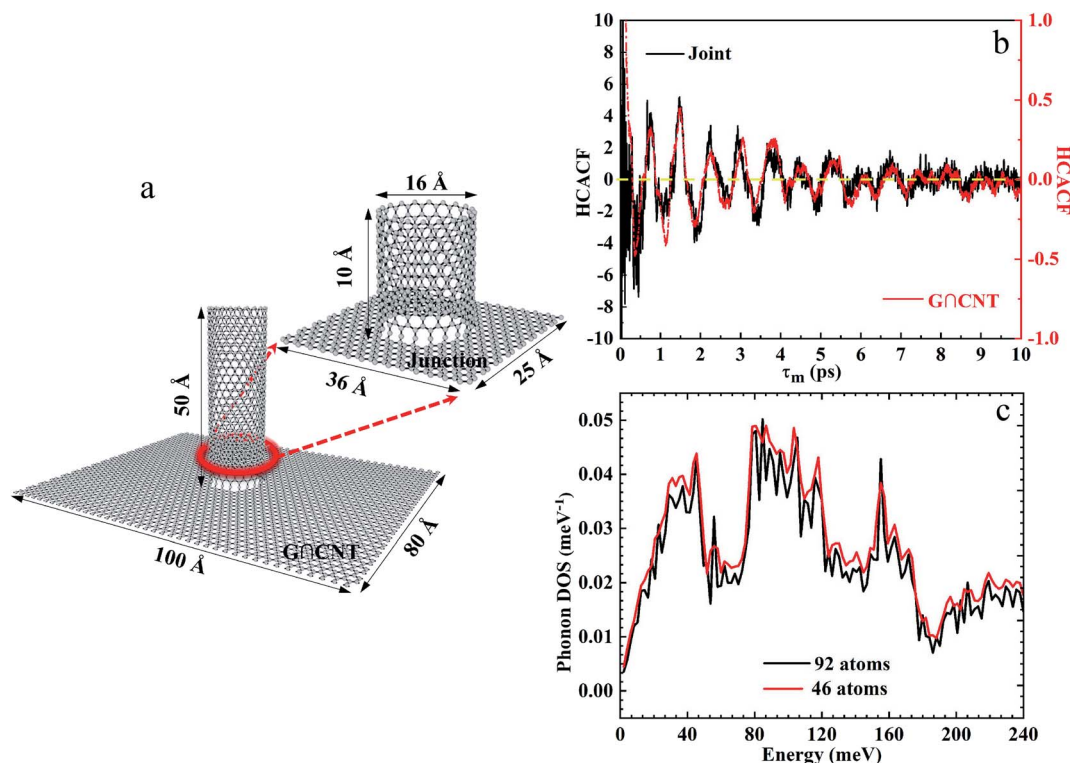 a
16 Å
10 Å
Junction
36 Å
25 Å
50 Å
G∩CNT
100 Å
80 Å
b
Joint
G∩CNT
10
8
6
4
2
0
-2
-4
-6
-8
-10
HCACF
1.0
0.5
0.0
-0.5
-1.0
HCACF
0 1 2 3 4 5 6 7 8 9 10
τm (ps)
c
0.05
0.04
0.03
0.02
0.01
0.00
Phonon DOS (meV⁻¹)
92 atoms
46 atoms
0 40 80 120 160 200 240
Energy (meV)